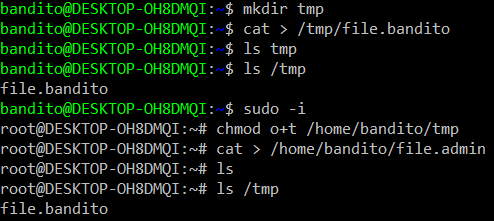 bandito@DESKTOP-OH8DMQI:~$ mkdir tmp
bandito@DESKTOP-OH8DMQI:~$ cat > /tmp/file.bandito
bandito@DESKTOP-OH8DMQI:~$ ls tmp
bandito@DESKTOP-OH8DMQI:~$ ls /tmp
file.bandito
bandito@DESKTOP-OH8DMQI:~$ sudo -i
root@DESKTOP-OH8DMQI:~# chmod o+t /home/bandito/tmp
root@DESKTOP-OH8DMQI:~# cat > /home/bandito/file.admin
root@DESKTOP-OH8DMQI:~# ls
root@DESKTOP-OH8DMQI:~# ls /tmp
file.bandito